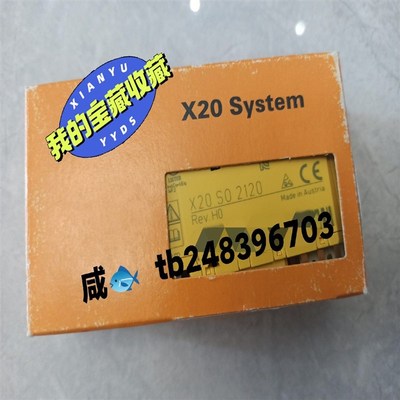 XIANYU
我的宝藏收藏
YYDS
X20 System
X20 SO 2120
Rev H0
Made in Austria
CE
咸 tb248396703